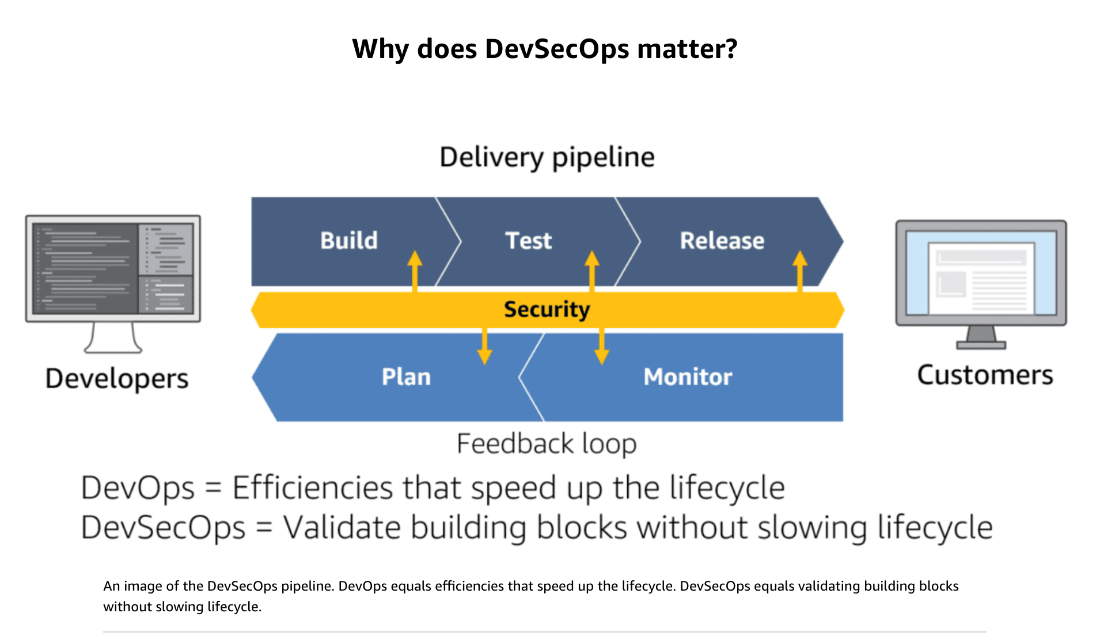 Why does DevSecOps matter?
Delivery pipeline
Build
Test
Release
Security
Plan
Monitor
Developers
Customers
Feedback loop
DevOps = Efficiencies that speed up the lifecycle
DevSecOps = Validate building blocks without slowing lifecycle
An image of the DevSecOps pipeline. DevOps equals efficiencies that speed up the lifecycle. DevSecOps equals validating building blocks
without slowing lifecycle.